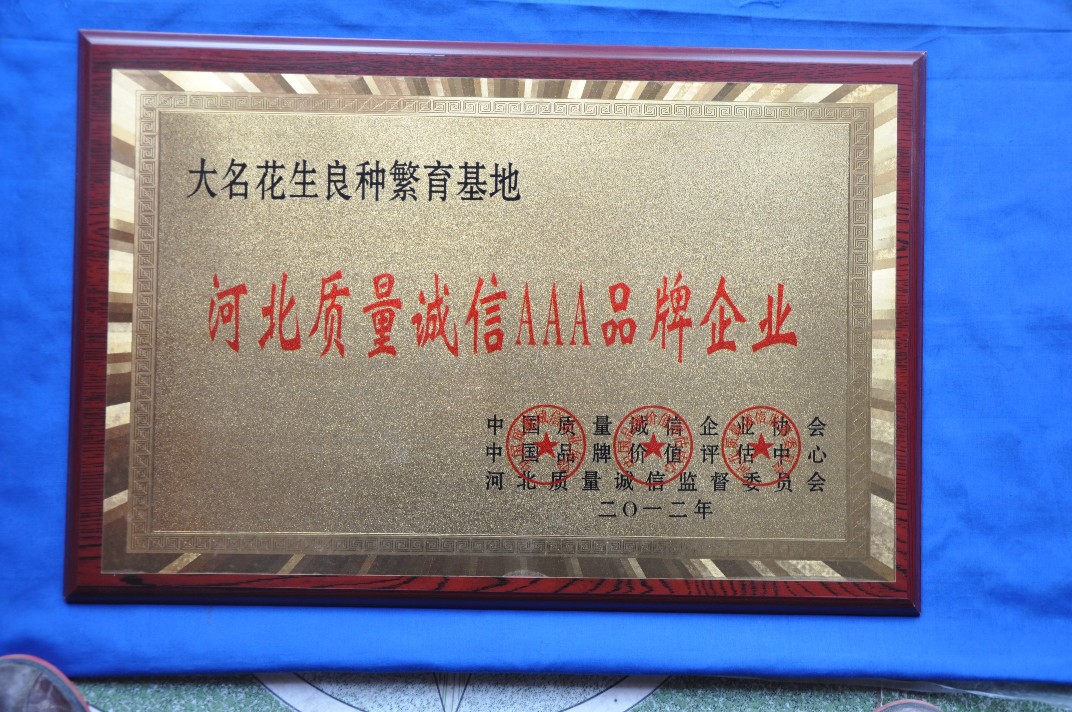 大名花生良种繁育基地
河北质量诚信AAA品牌企业
中国质量诚信企业协会
中国品牌价值评估中心
河北质量诚信监督委员会
二〇一二年